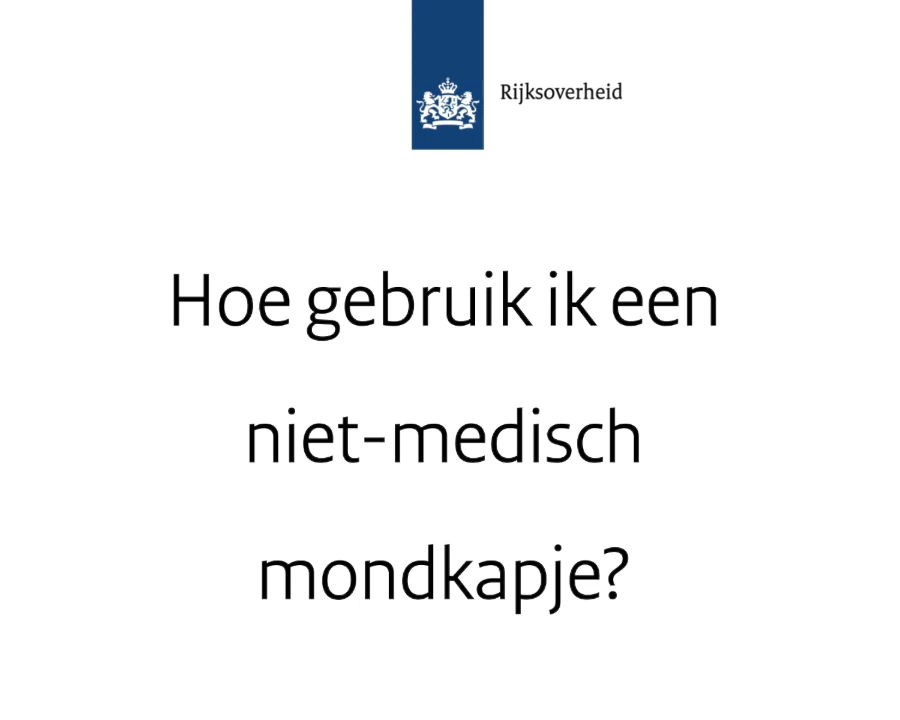 Rijksoverheid
Hoe gebruik ik een
niet-medisch
mondkapje?